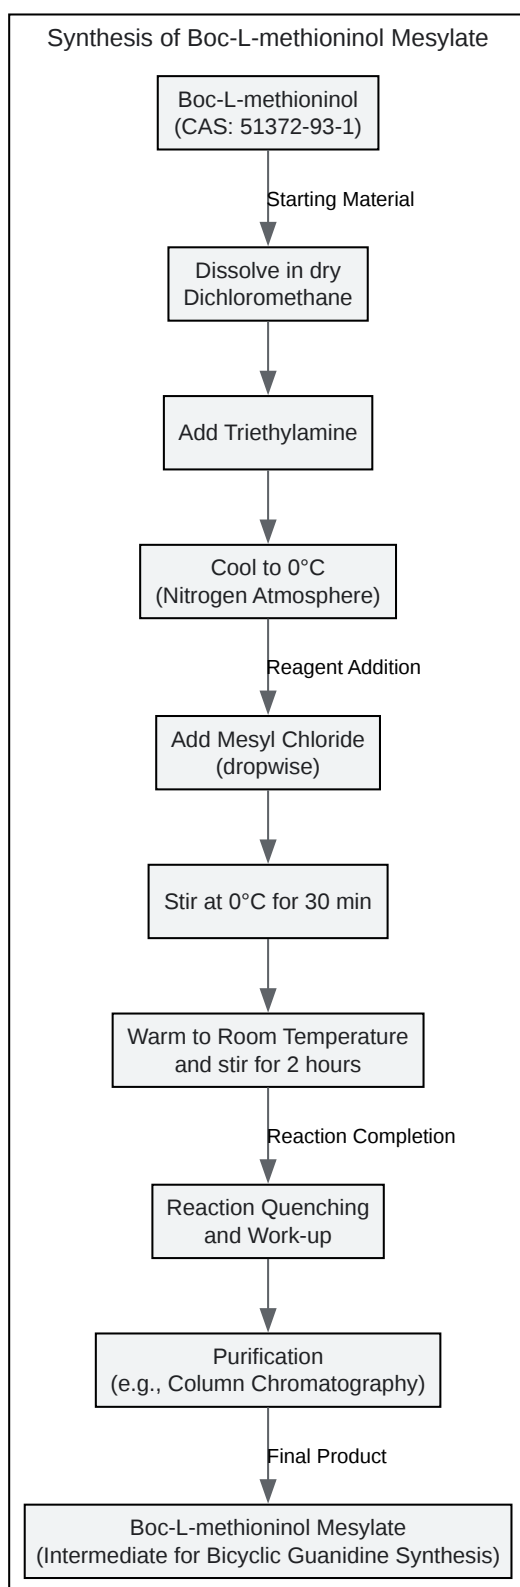 Synthesis of Boc-L-methioninol Mesylate
Boc-L-methioninol
(CAS: 51372-93-1)
Starting Material
Dissolve in dry
Dichloromethane
Add Triethylamine
Cool to 0°C
(Nitrogen Atmosphere)
Reagent Addition
Add Mesyl Chloride
(dropwise)
Stir at 0°C for 30 min
Warm to Room Temperature
and stir for 2 hours
Reaction Completion
Reaction Quenching
and Work-up
Purification
(e.g., Column Chromatography)
Final Product
Boc-L-methioninol Mesylate
(Intermediate for Bicyclic Guanidine Synthesis)